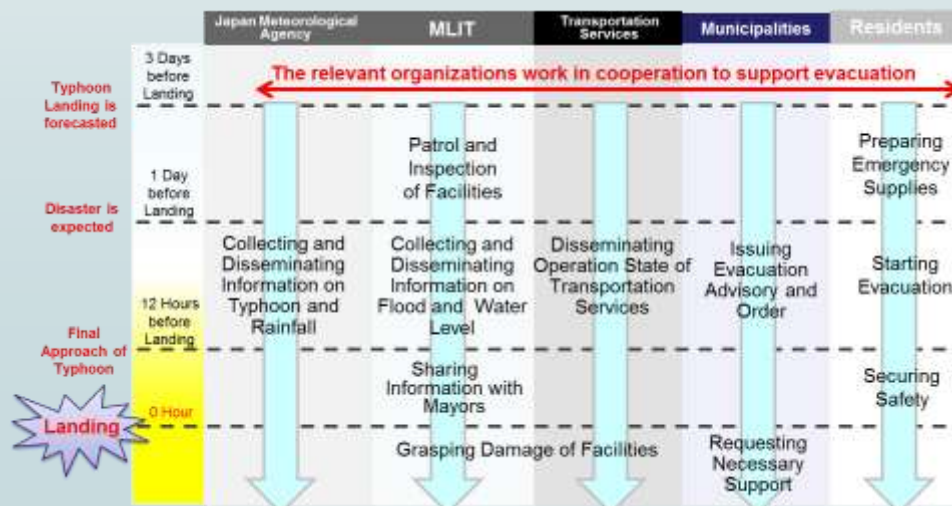 Japan Meteorological
Agency
MLIT
Transportation
Services
Municipalities
Residents
3 Days
before
Landing
The relevant organizations work in cooperation to support evacuation
Typhoon
Landing is
forecasted
Patrol and
Inspection
of Facilities
Preparing
Emergency
Supplies
1 Day
before
Landing
Disaster is
expected
Collecting and
Disseminating
Information on
Typhoon and
Rainfall
Collecting and
Disseminating
Information on
Flood and Water
Level
Disseminating
Operation State of
Transportation
Services
Issuing
Evacuation
Advisory and
Order
Starting
Evacuation
12 Hours
before
Landing
Final
Approach of
Typhoon
Sharing
Information with
Mayors
Securing
Safety
0 Hour
Landing
Grasping Damage of Facilities
Requesting
Necessary
Support